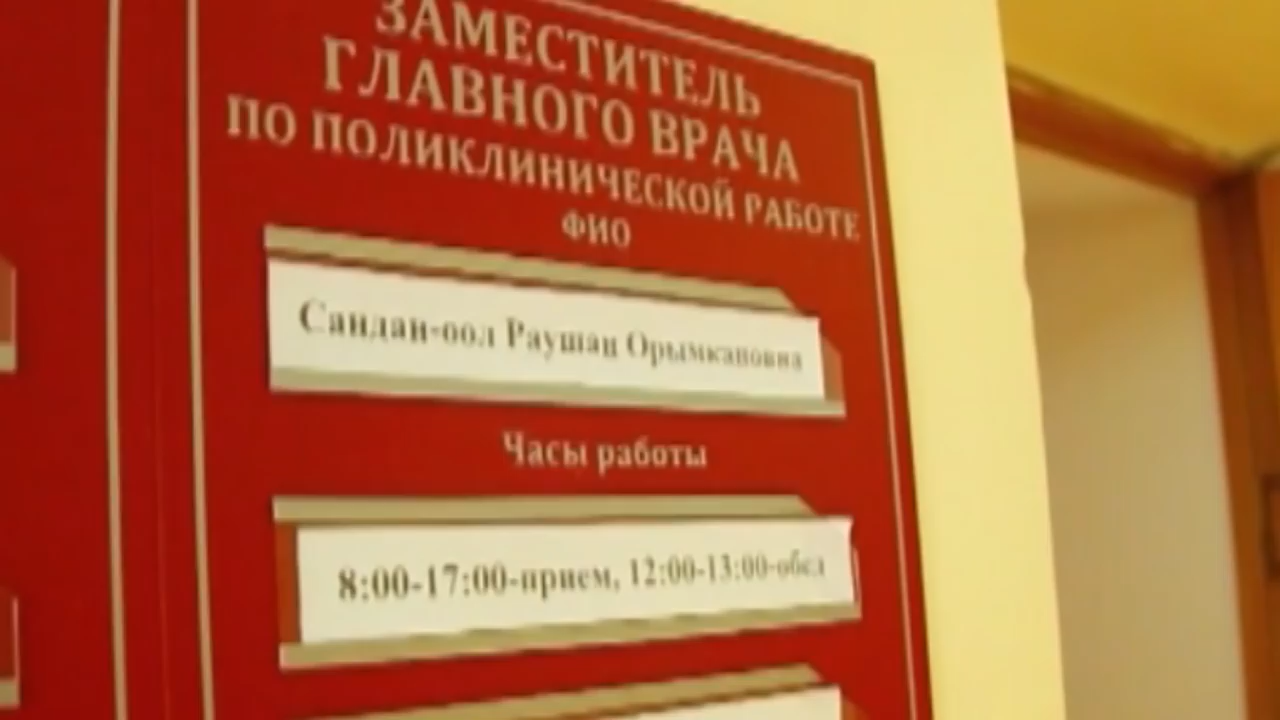 ЗАМЕСТИТЕЛЬ
ГЛАВНОГО ВРАЧА
ПО ПОЛИКЛИНИЧЕСКОЙ РАБОТЕ
ФИО
Сандан-оол Раушан Орымкановна
Часы работы
8:00-17:00-прием, 12:00-13:00-обед